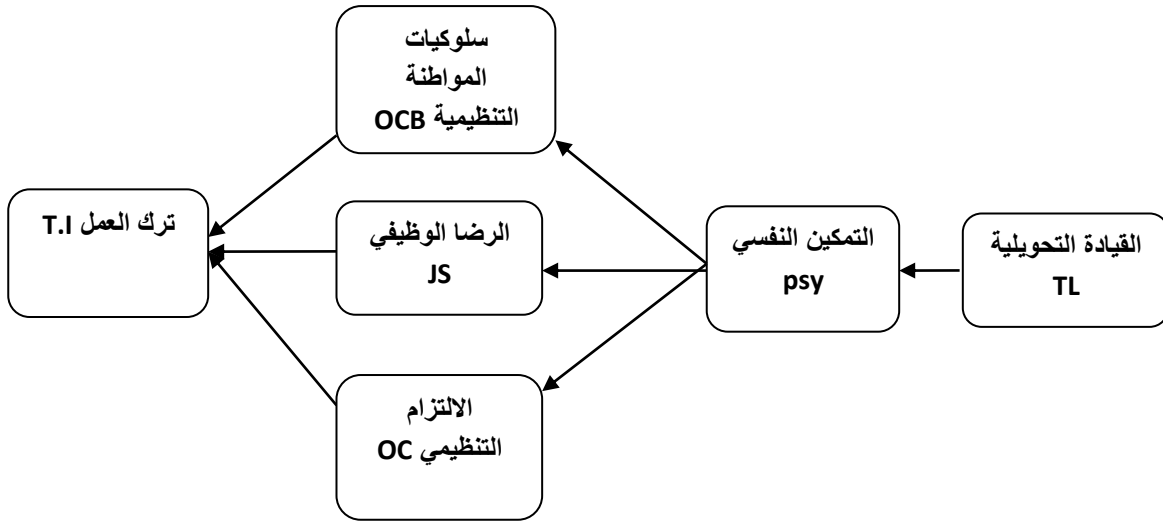 القيادة التحويلية
TL
التمكين النفسي
psy
سلوكيات
المواطنة
التنظيمية OCB
الرضا الوظيفي
JS
الالتزام
التنظيمي OC
ترك العمل T.I